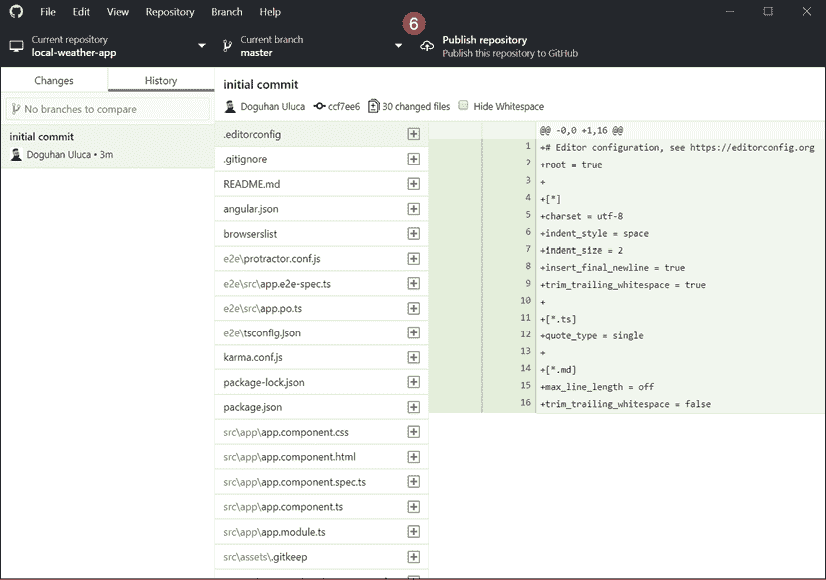 File Edit View Repository Branch Help
6
Current repository
local-weather-app
Current branch
master
Publish repository
Publish this repository to GitHub
Changes History
No branches to compare
initial commit
Doguhan Uluca • 3m
initial commit
Doguhan Uluca ccf7ee6 30 changed files Hide Whitespace
.editorconfig
.gitignore
README.md
angular.json
browserslist
e2e\protractor.conf.js
e2e\src\app.e2e-spec.ts
e2e\src\app.po.ts
e2e\tsconfig.json
karma.conf.js
package-lock.json
package.json
src\app\app.component.css
src\app\app.component.html
src\app\app.component.spec.ts
src\app\app.component.ts
src\app\app.module.ts
src\assets\.gitkeep
@@ -0,0 +1,16 @@
1 +# Editor configuration, see https://editorconfig.org
2 +root = true
3 +
4 +[*]
5 +charset = utf-8
6 +indent_style = space
7 +indent_size = 2
8 +insert_final_newline = true
9 +trim_trailing_whitespace = true
10 +
11 +[*.ts]
12 +quote_type = single
13 +
14 +[*.md]
15 +max_line_length = off
16 +trim_trailing_whitespace = false